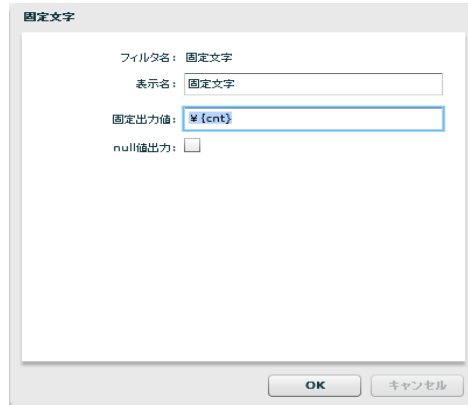 固定文字
フィルタ名： 固定文字
表示名： 固定文字
固定出力値： ¥{cnt}
null値出力：
OK キャンセル